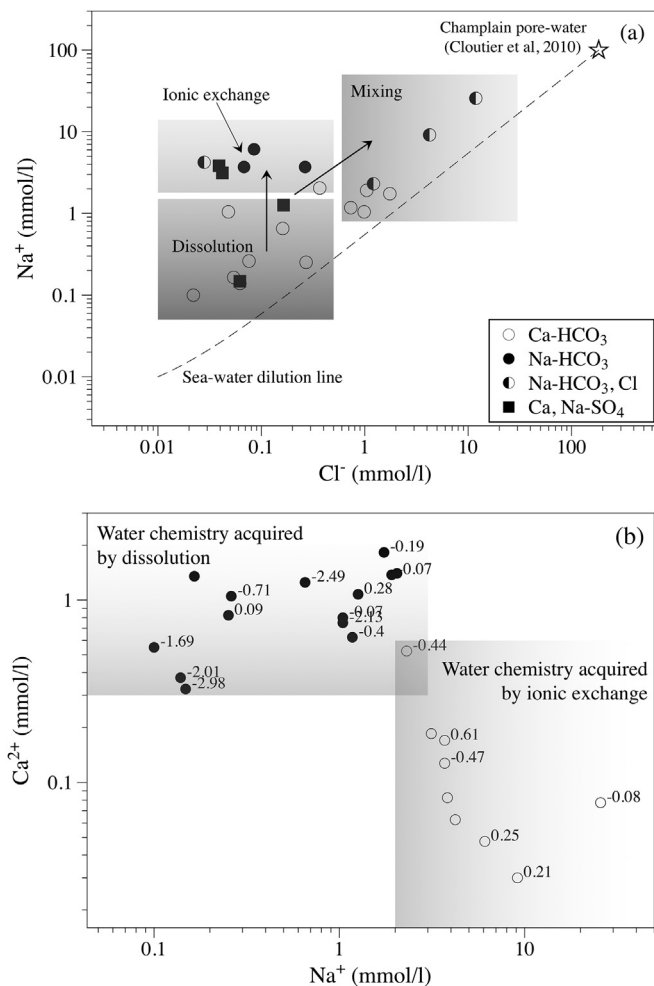 Champlain pore-water
(Cloutier et al, 2010)
(a)
100
10
1
0.1
0.01
Na⁺ (mmol/l)
Ionic exchange
Mixing
Dissolution
Sea-water dilution line
Ca-HCO₃
Na-HCO₃
Na-HCO₃, Cl
Ca, Na-SO₄
0.01
0.1
1
10
100
Cl⁻ (mmol/l)
(b)
Water chemistry acquired
by dissolution
-0.19
0.07
-0.71
-2.49
0.28
0.09
-0.07
-2.13
-0.4
-1.69
-0.44
-2.01
-2.98
Water chemistry acquired
by ionic exchange
0.61
-0.47
-0.08
0.25
0.21
1
0.1
Ca²⁺ (mmol/l)
0.1
1
10
Na⁺ (mmol/l)